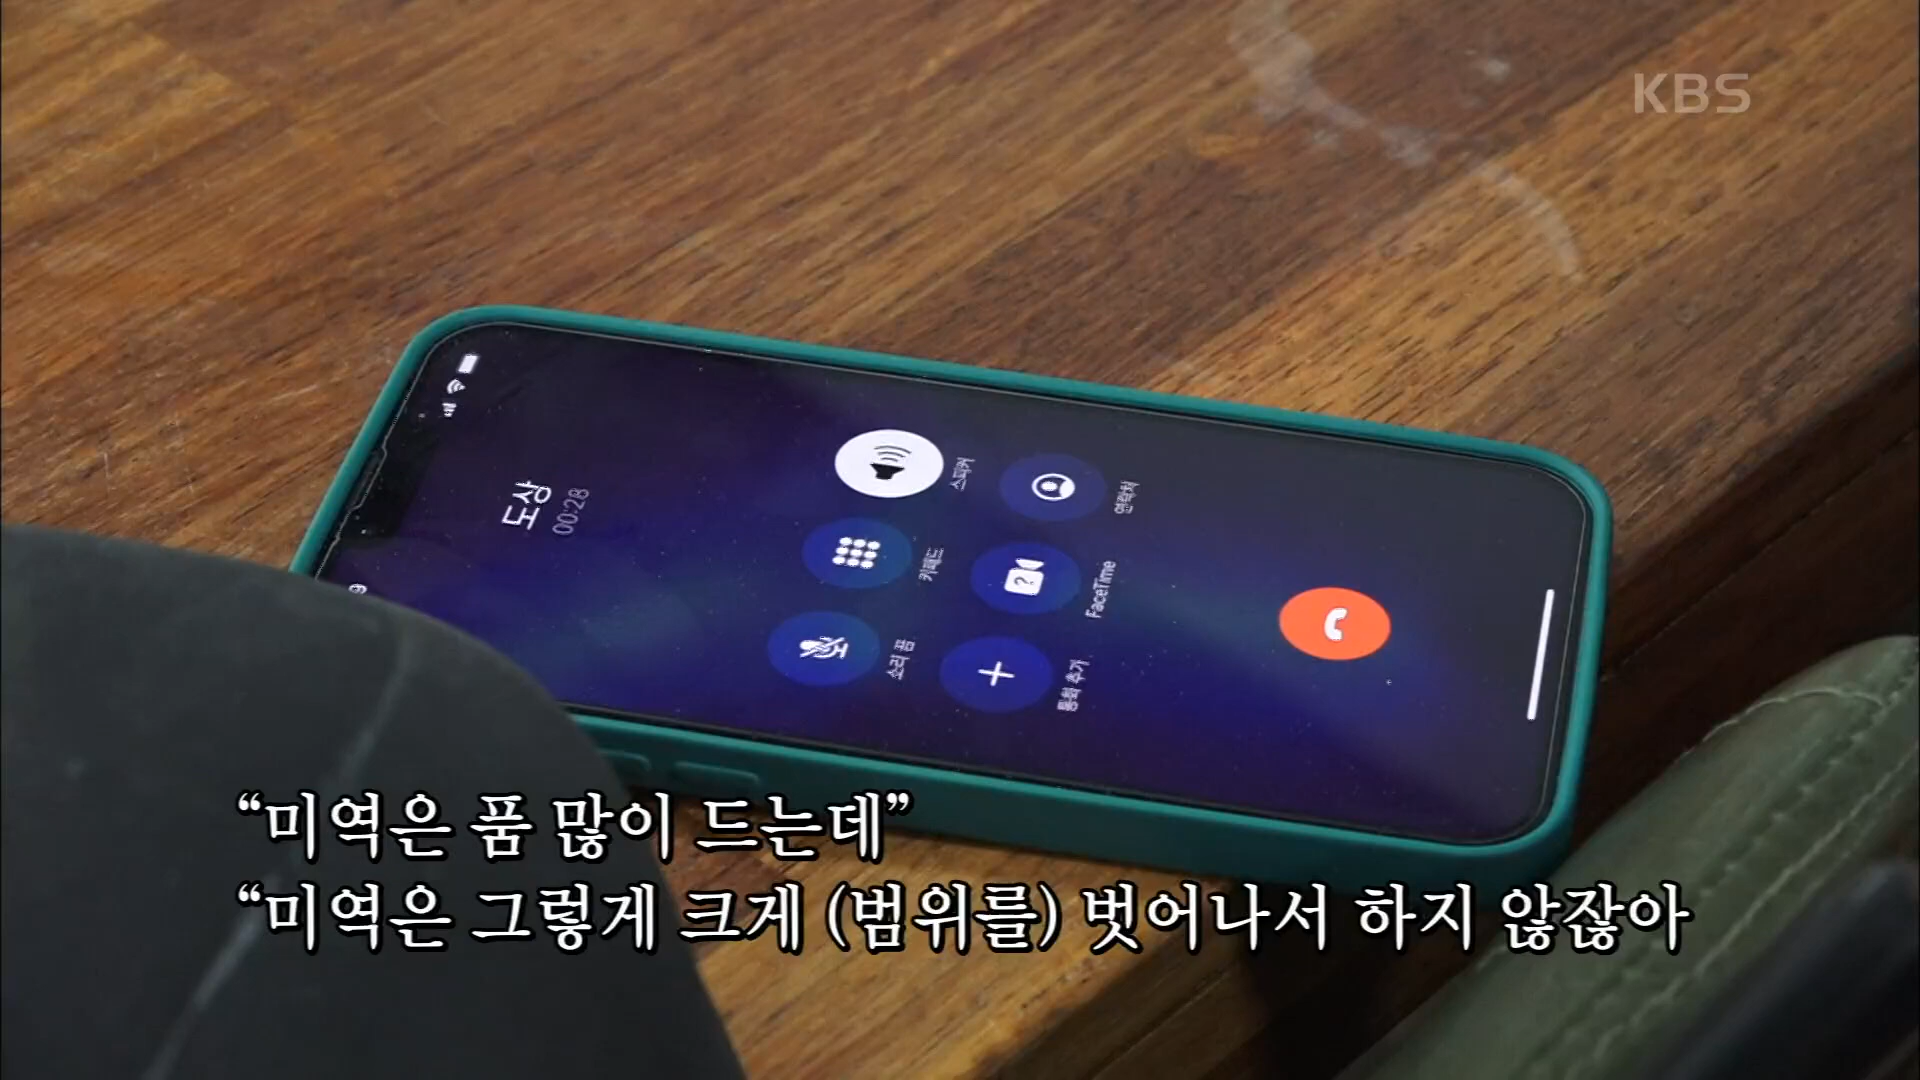 KBS
도상
00:28
스피커
연락처
키패드
FaceTime
소리 끔
통화 추가
“미역은 품 많이 드는데”
“미역은 그렇게 크게 (범위를) 벗어나서 하지 않잖아